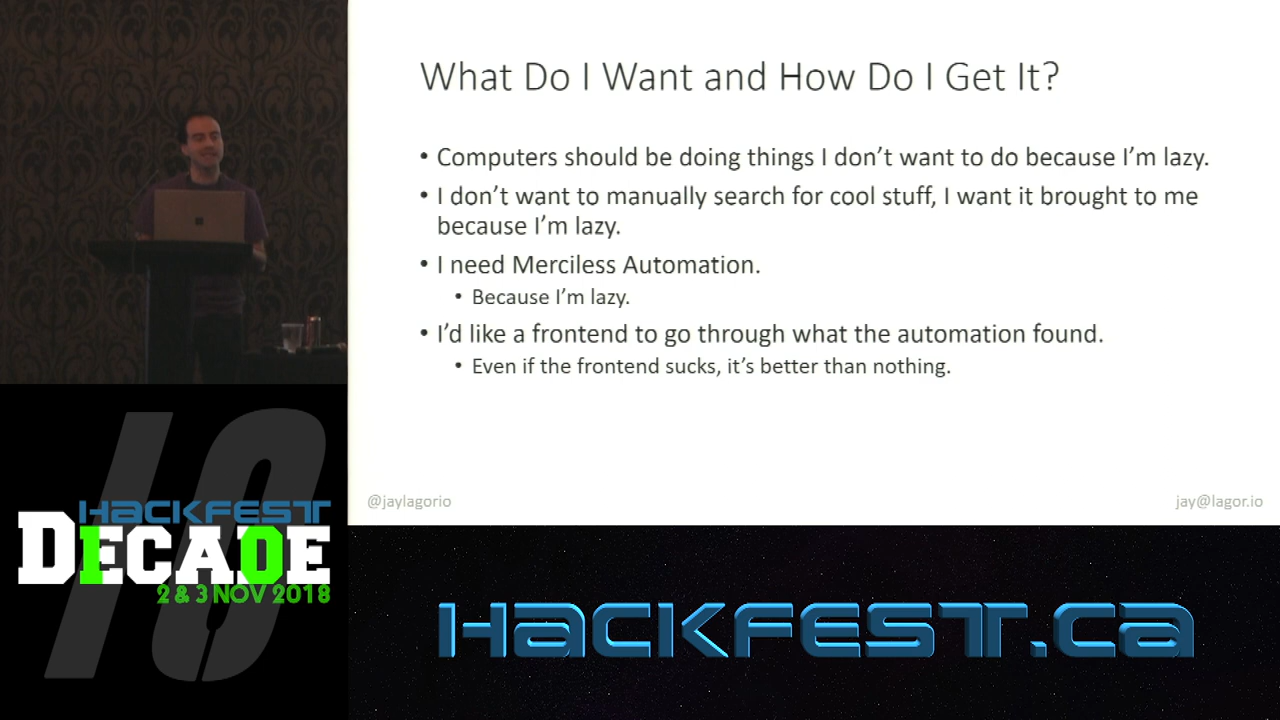 What Do I Want and How Do I Get It?
• Computers should be doing things I don't want to do because I'm lazy.
• I don't want to manually search for cool stuff, I want it brought to me
because I'm lazy.
• I need Merciless Automation.
• Because I'm lazy.
• I'd like a frontend to go through what the automation found.
• Even if the frontend sucks, it's better than nothing.
@jaylagorio
jay@lagor.io
10
HACKFEST
DECADE
2 & 3 NOV 2018
HACKFEST.CA